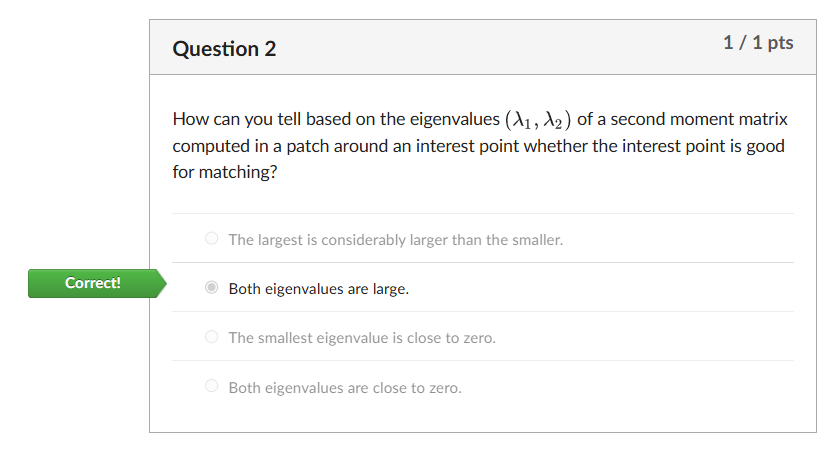 Question 2
1 / 1 pts
How can you tell based on the eigenvalues (λ₁, λ₂) of a second moment matrix
computed in a patch around an interest point whether the interest point is good
for matching?
The largest is considerably larger than the smaller.
Correct!
Both eigenvalues are large.
The smallest eigenvalue is close to zero.
Both eigenvalues are close to zero.